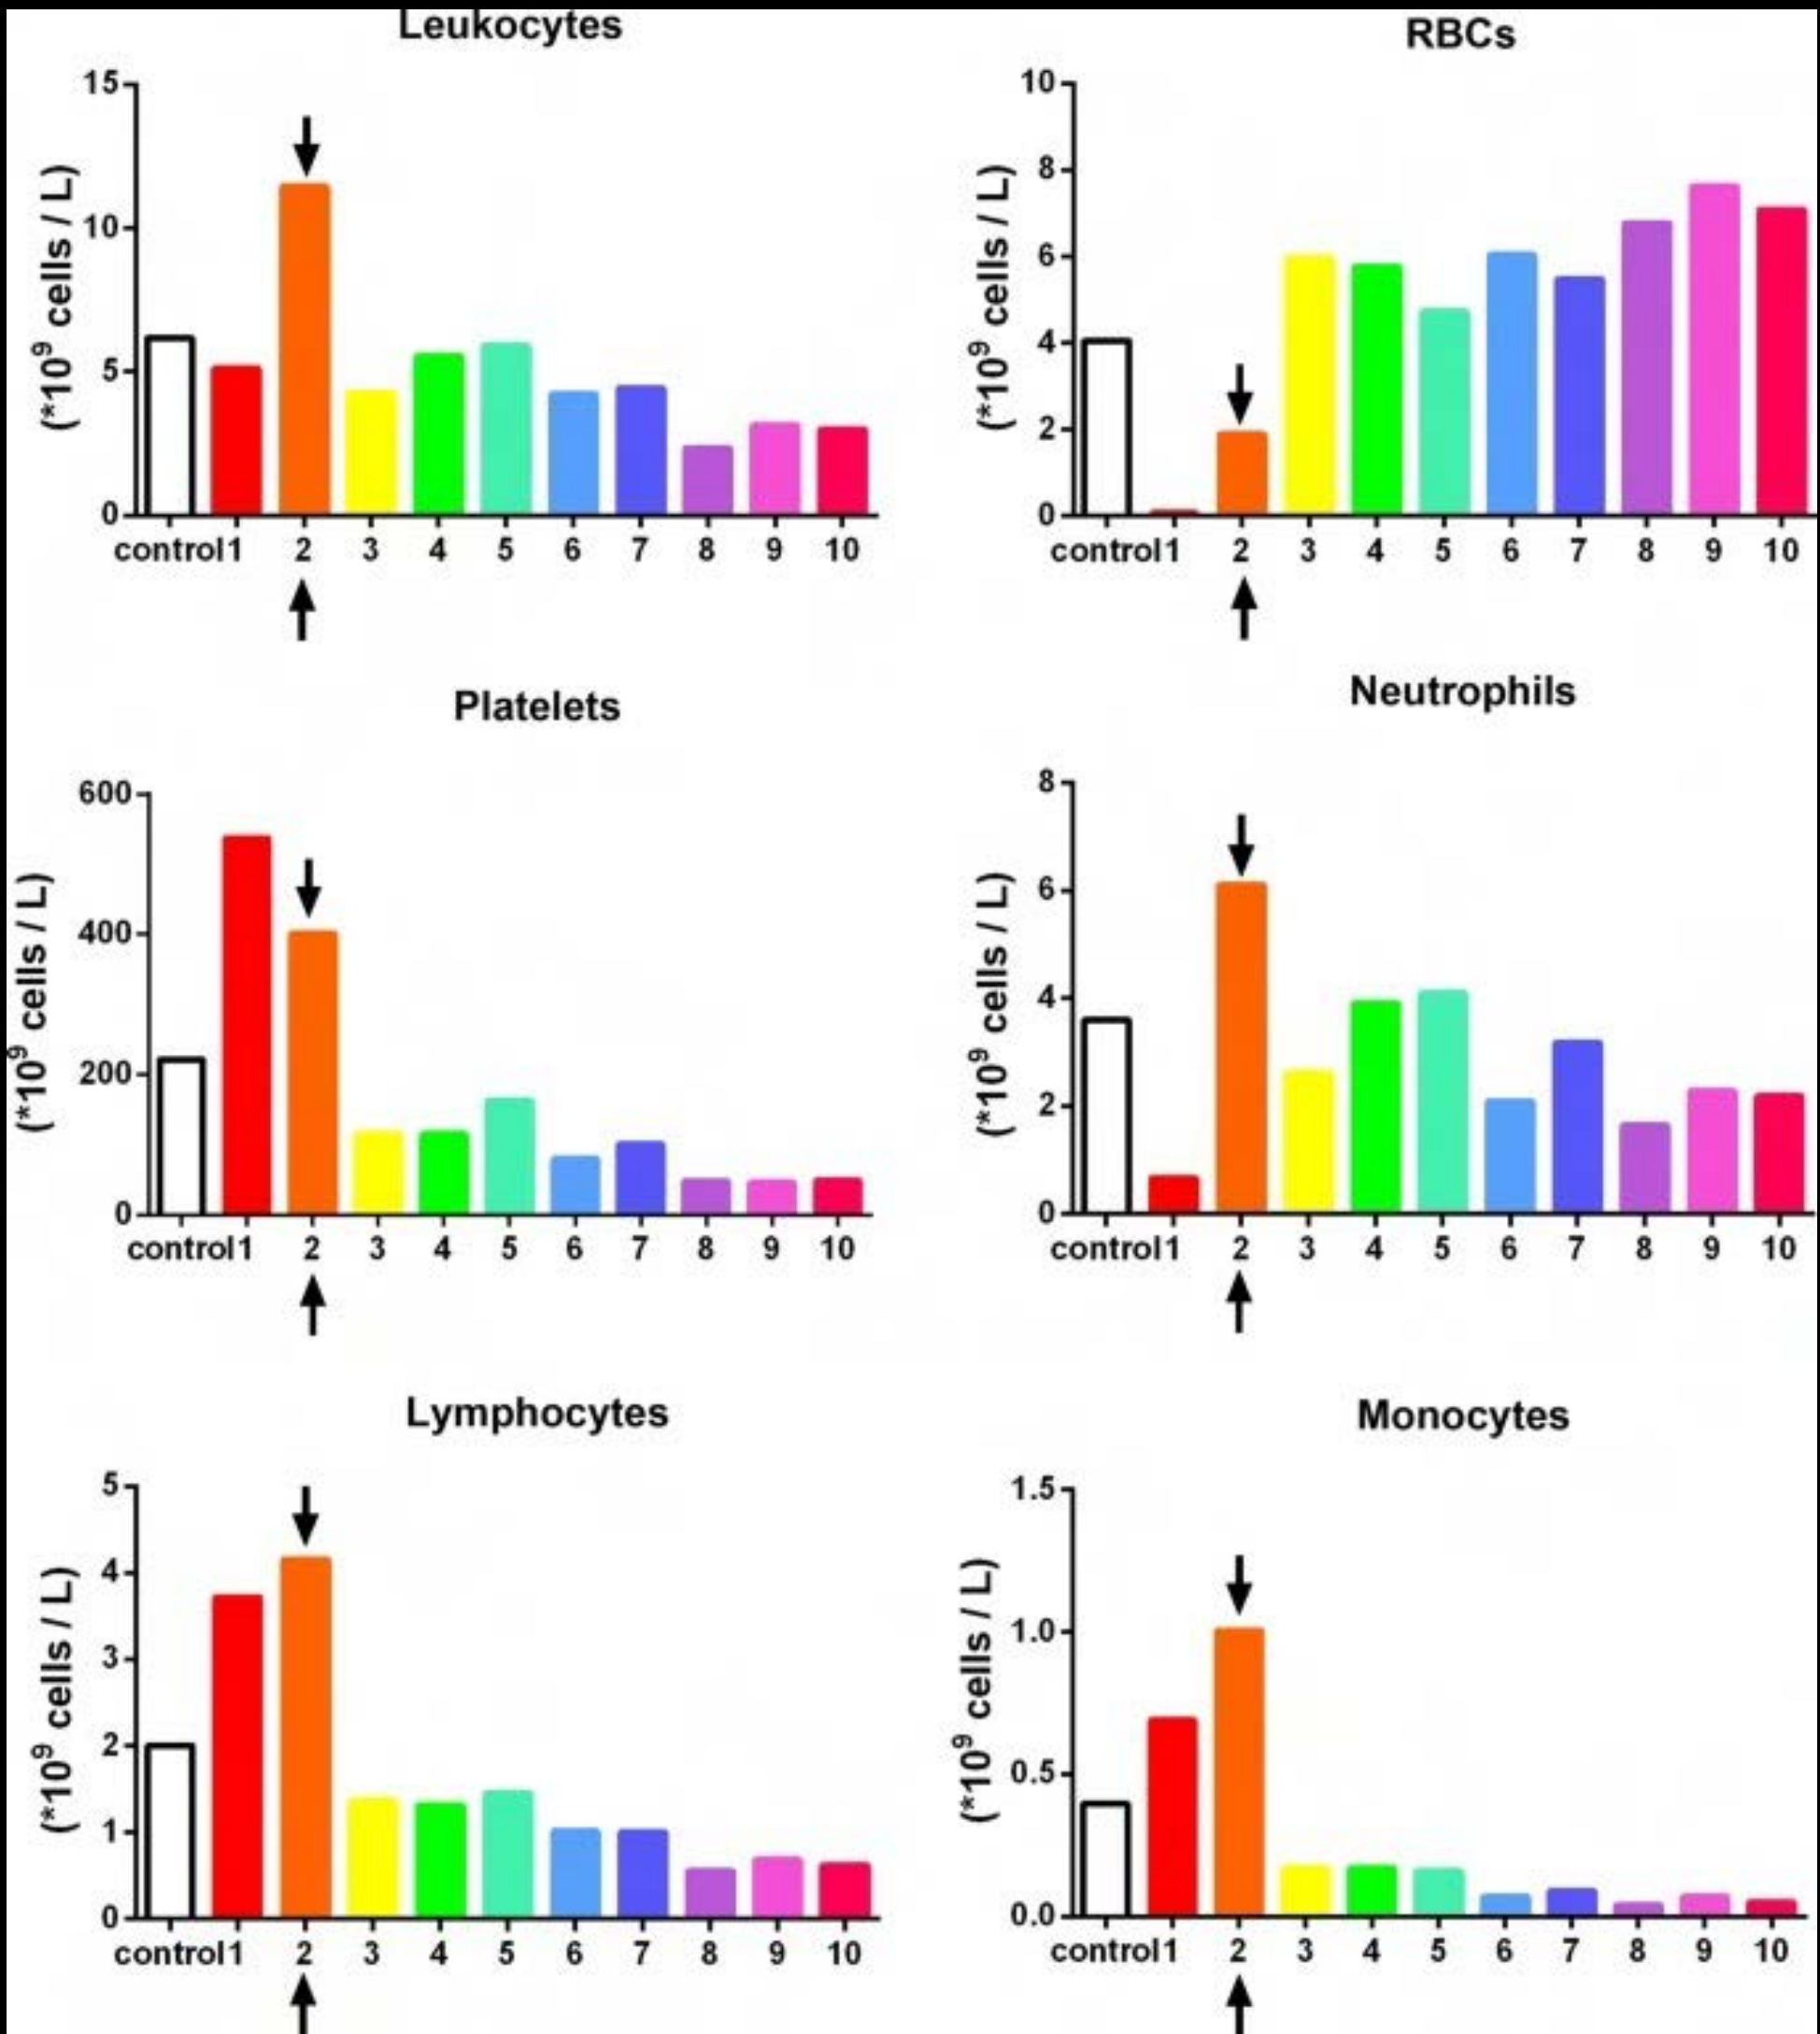 Leukocytes
15
10
5
0
(*10⁹ cells / L)
control 1 2 3 4 5 6 7 8 9 10
RBCs
10
8
6
4
2
0
(*10⁹ cells / L)
control 1 2 3 4 5 6 7 8 9 10
Platelets
600
400
200
0
(*10⁹ cells / L)
control 1 2 3 4 5 6 7 8 9 10
Neutrophils
8
6
4
2
0
(*10⁹ cells / L)
control 1 2 3 4 5 6 7 8 9 10
Lymphocytes
5
4
3
2
1
0
(*10⁹ cells / L)
control 1 2 3 4 5 6 7 8 9 10
Monocytes
1.5
1.0
0.5
0.0
(*10⁹ cells / L)
control 1 2 3 4 5 6 7 8 9 10